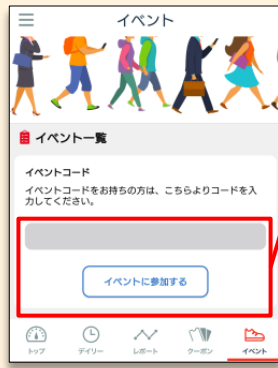 イベント
イベント一覧
イベントコード
イベントコードをお持ちの方は、こちらよりコードを入
力してください。
イベントに参加する
トップ デイリー レポート クーポン イベント